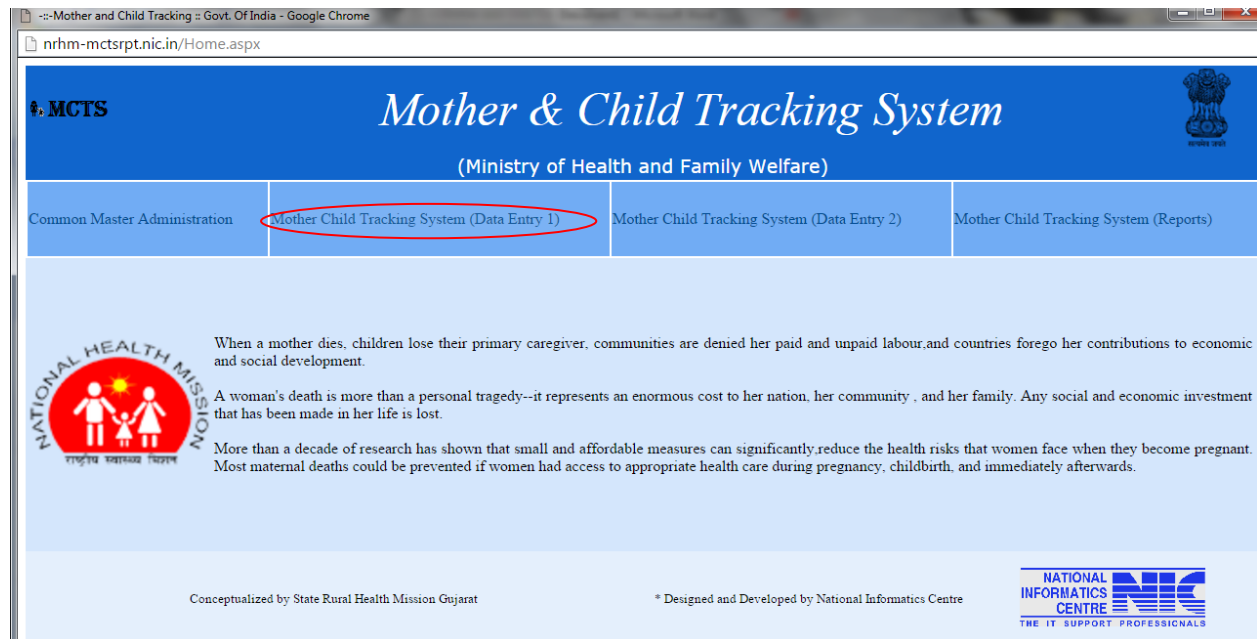 -::-Mother and Child Tracking :: Govt. Of India - Google Chrome
nrhm-mctsrpt.nic.in/Home.aspx
MCTS
Mother & Child Tracking System
(Ministry of Health and Family Welfare)
सत्यमेव जयते
Common Master Administration
Mother Child Tracking System (Data Entry 1)
Mother Child Tracking System (Data Entry 2)
Mother Child Tracking System (Reports)
NATIONAL HEALTH MISSION
राष्ट्रीय स्वास्थ्य मिशन
When a mother dies, children lose their primary caregiver, communities are denied her paid and unpaid labour,and countries forego her contributions to economic
and social development.
A woman's death is more than a personal tragedy--it represents an enormous cost to her nation, her community , and her family. Any social and economic investment
that has been made in her life is lost.
More than a decade of research has shown that small and affordable measures can significantly,reduce the health risks that women face when they become pregnant.
Most maternal deaths could be prevented if women had access to appropriate health care during pregnancy, childbirth, and immediately afterwards.
Conceptualized by State Rural Health Mission Gujarat
* Designed and Developed by National Informatics Centre
NATIONAL
INFORMATICS
CENTRE
NIC
THE IT SUPPORT PROFESSIONALS